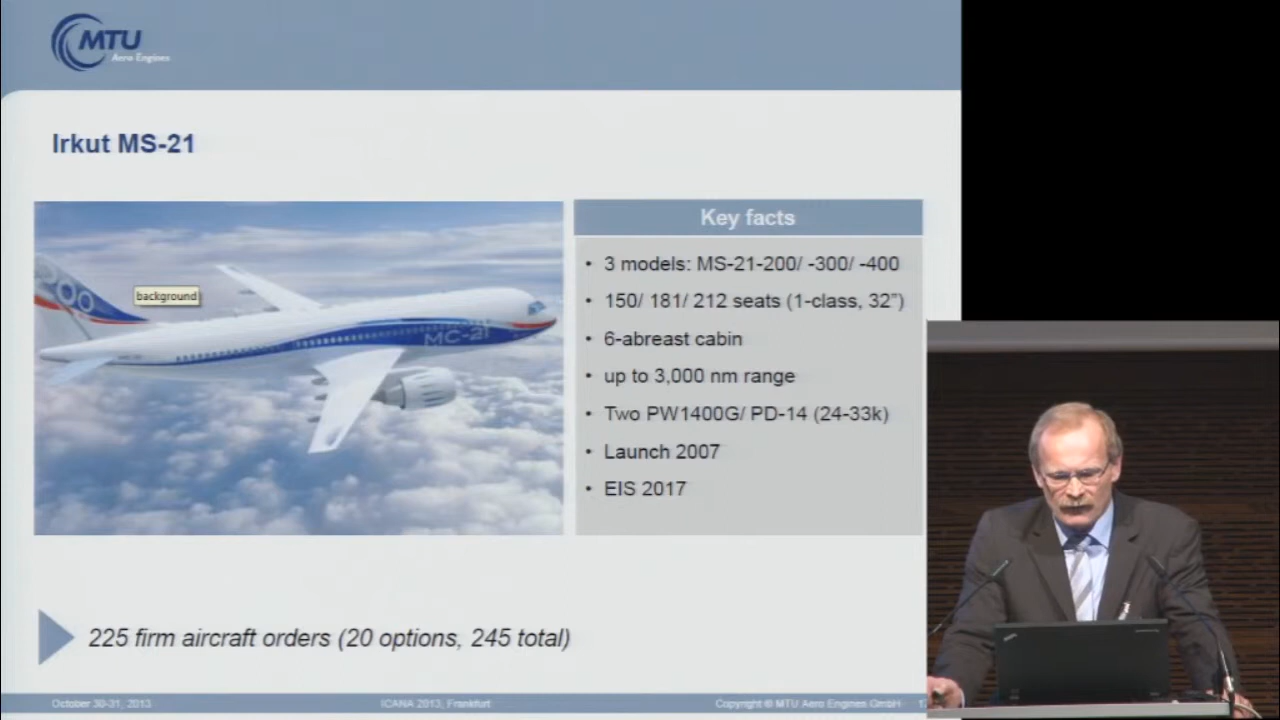 MTU
Aero Engines
Irkut MS-21
background
MC-21
Key facts
• 3 models: MS-21-200/ -300/ -400
• 150/ 181/ 212 seats (1-class, 32")
• 6-abreast cabin
• up to 3,000 nm range
• Two PW1400G/ PD-14 (24-33k)
• Launch 2007
• EIS 2017
225 firm aircraft orders (20 options, 245 total)
October 30-31, 2013
ICANA 2013, Frankfurt
Copyright © MTU Aero Engines GmbH